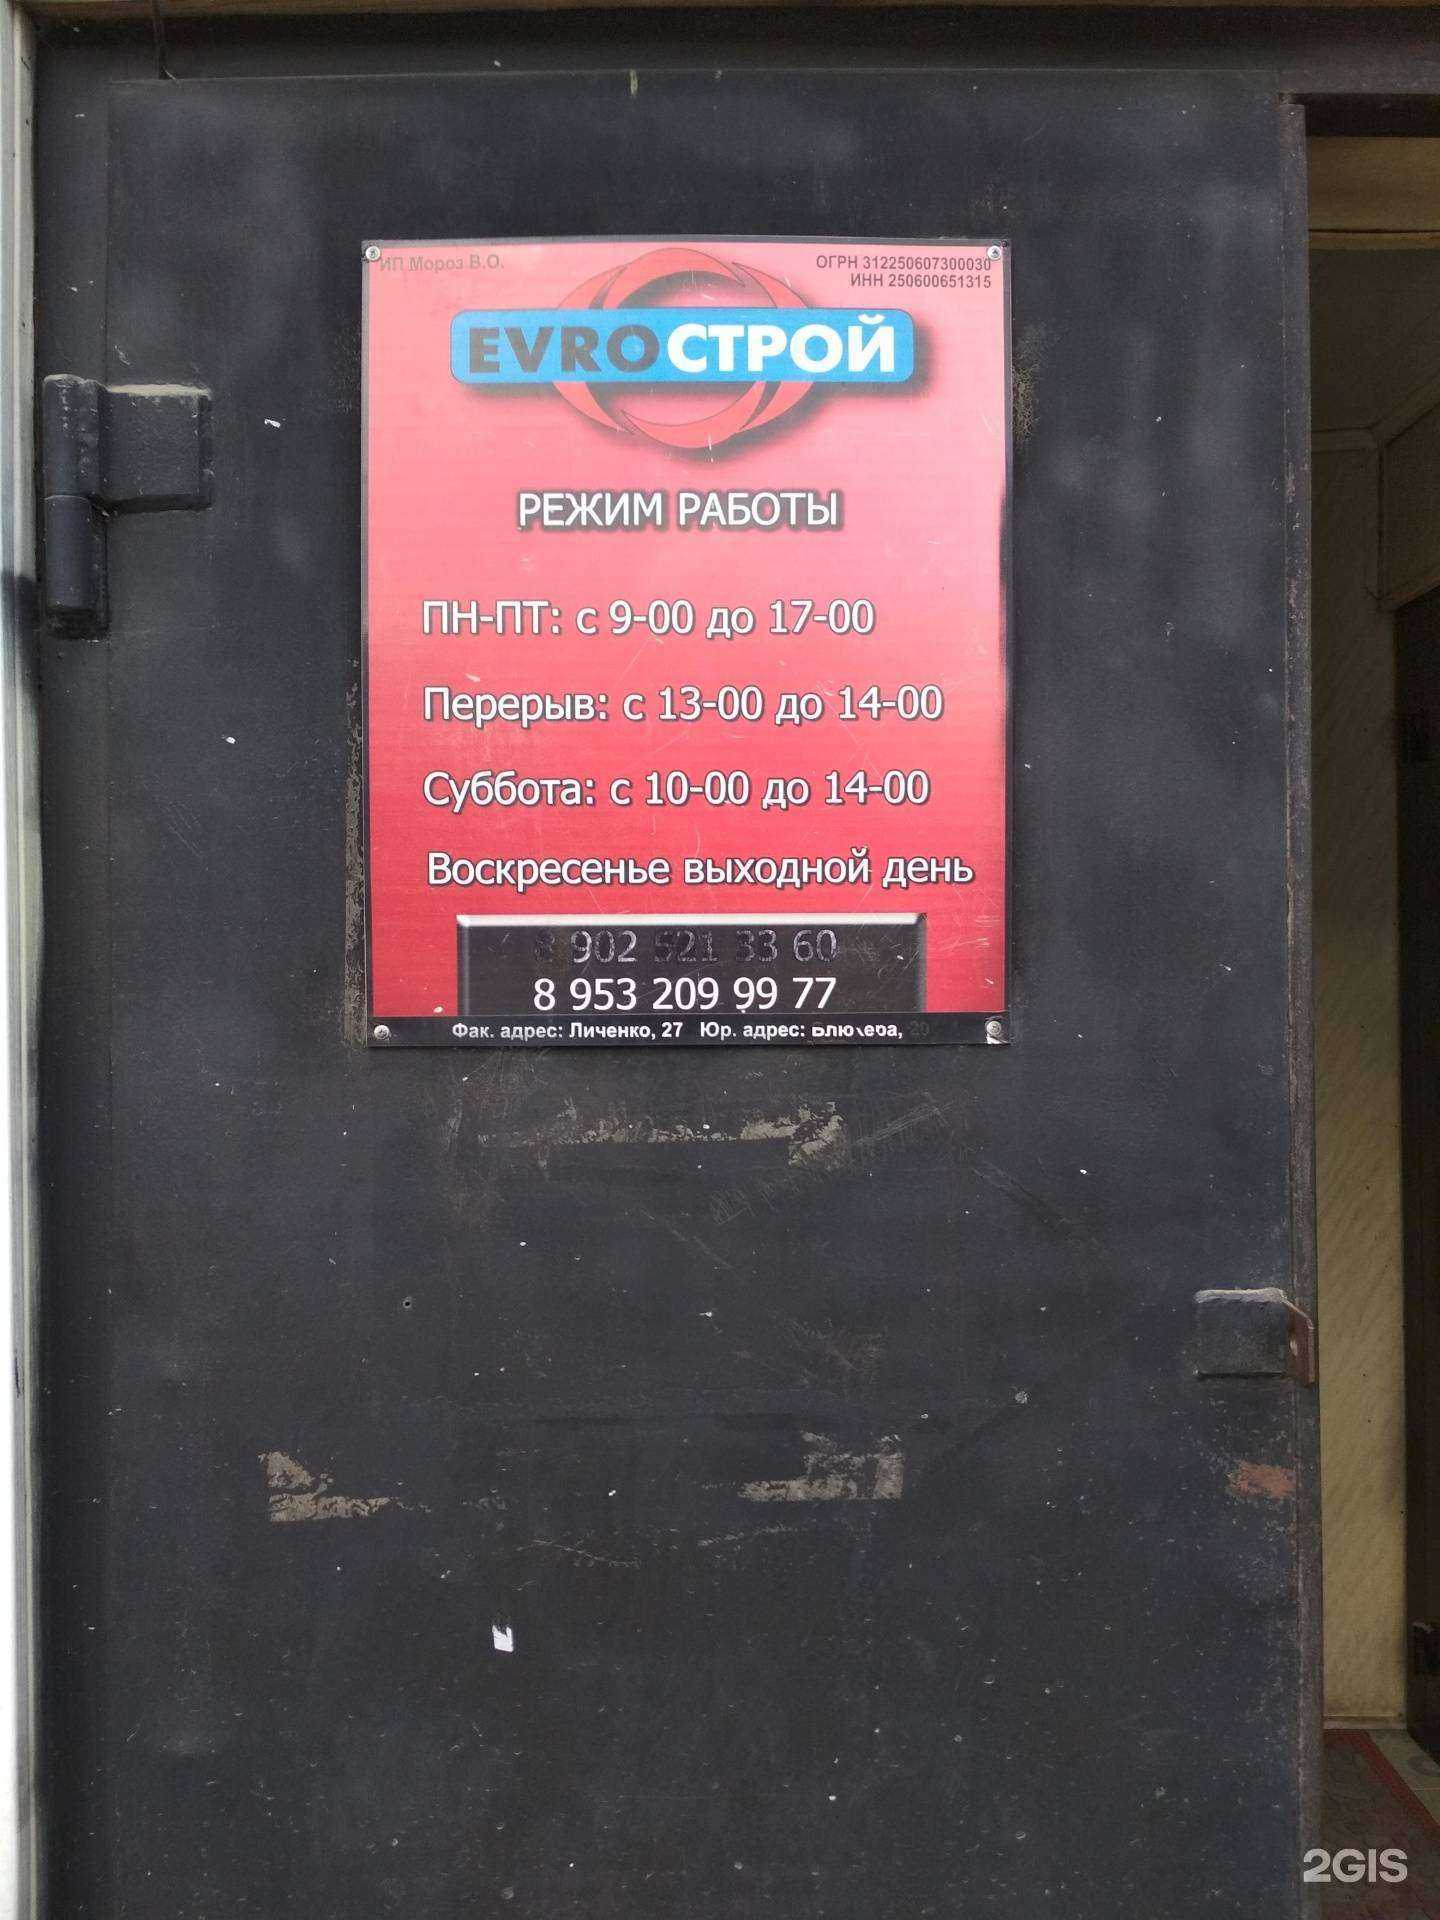 ИП Мороз В.О.
ОГРН 312250607300030
ИНН 250600651315
EVROСТРОЙ
РЕЖИМ РАБОТЫ
ПН-ПТ: с 9-00 до 17-00
Перерыв: с 13-00 до 14-00
Суббота: с 10-00 до 14-00
Воскресенье выходной день
8 902 521 33 60
8 953 209 99 77
Фак. адрес: Личенко, 27 Юр. адрес: Блюхера, 20
2GIS